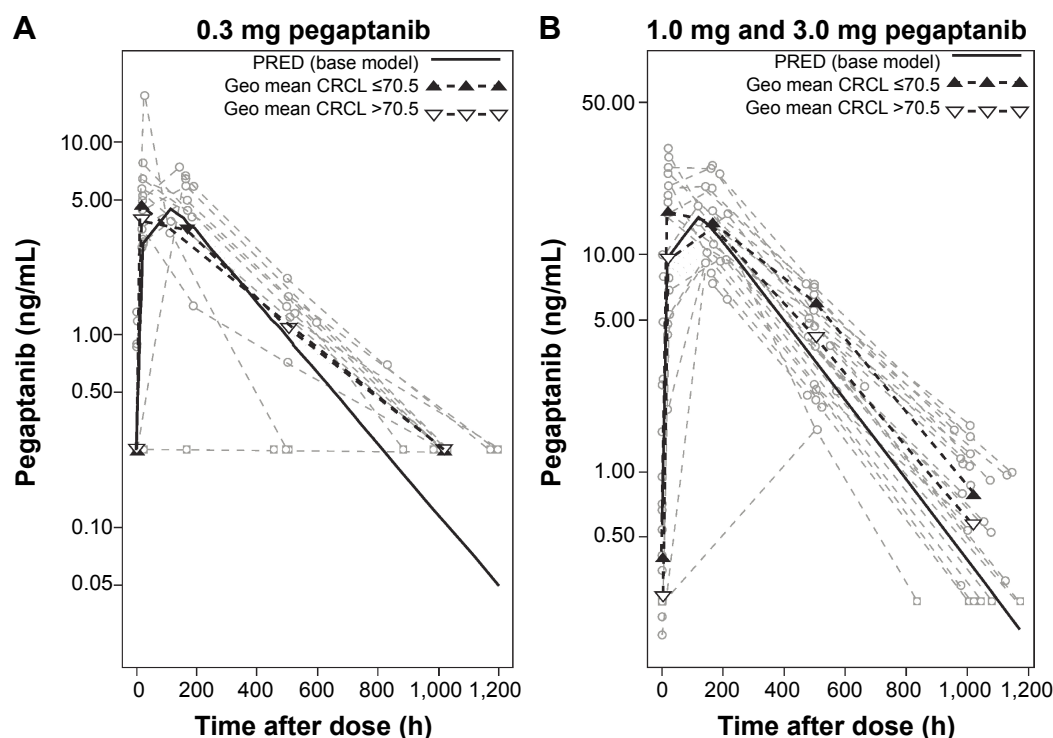 A
0.3 mg pegaptanib
PRED (base model)
Geo mean CRCL ≤70.5
Geo mean CRCL >70.5
10.00
5.00
1.00
0.50
0.10
0.05
Pegaptanib (ng/mL)
0 200 400 600 800 1,000 1,200
Time after dose (h)
B
1.0 mg and 3.0 mg pegaptanib
PRED (base model)
Geo mean CRCL ≤70.5
Geo mean CRCL >70.5
50.00
10.00
5.00
1.00
0.50
Pegaptanib (ng/mL)
0 200 400 600 800 1,000 1,200
Time after dose (h)